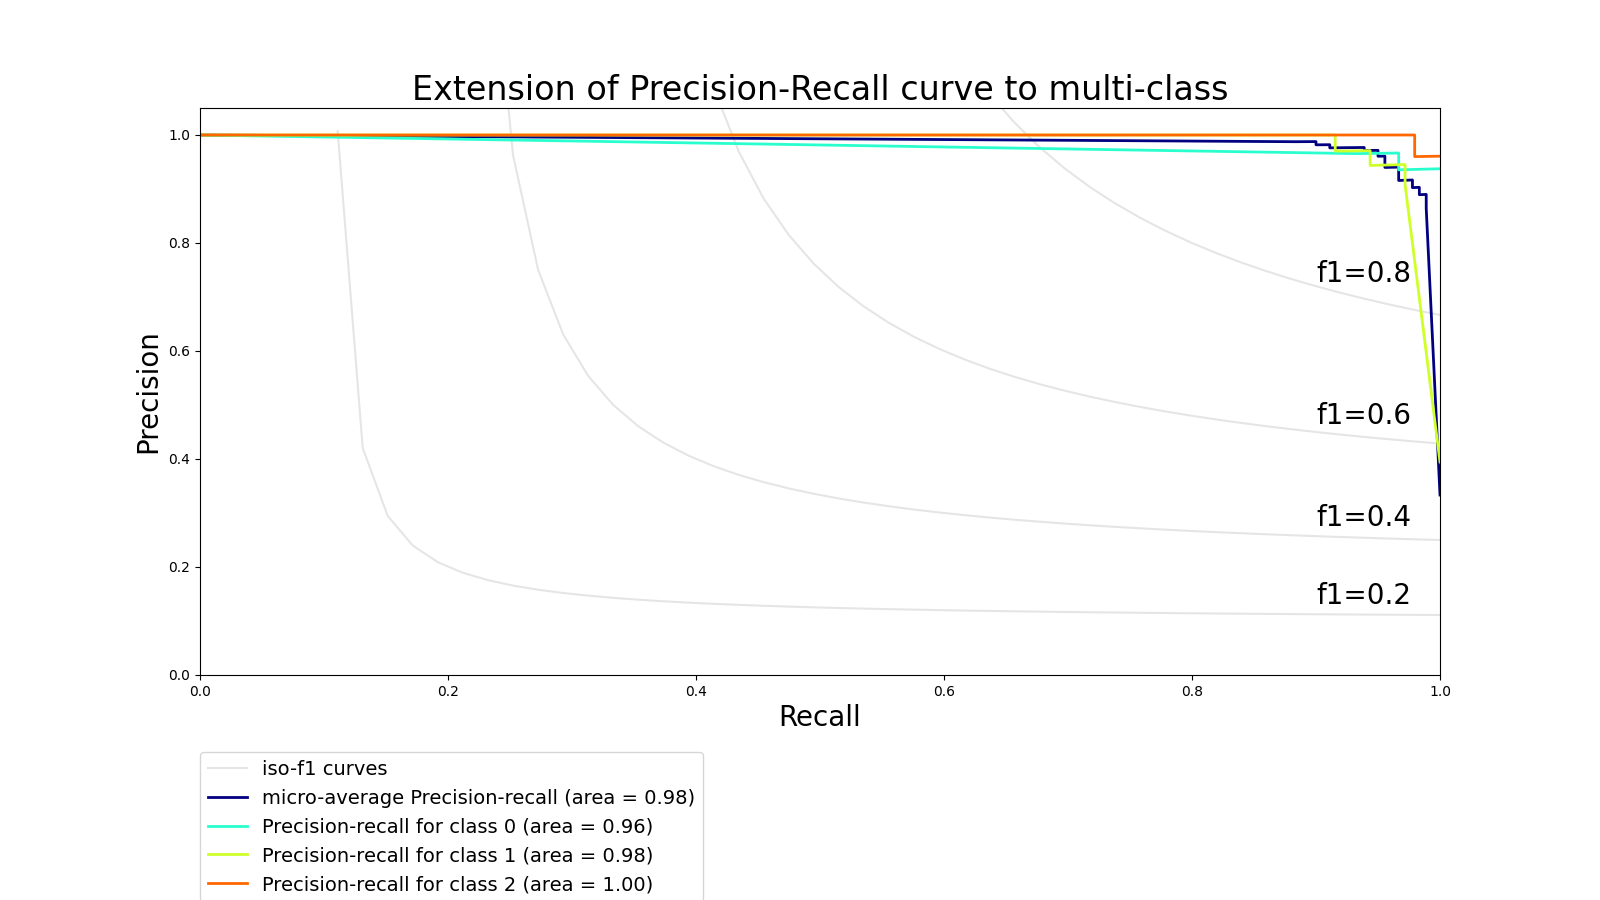 Extension of Precision-Recall curve to multi-class
1.0
0.8
0.6
0.4
0.2
0.0
Precision
f1=0.8
f1=0.6
f1=0.4
f1=0.2
0.0 0.2 0.4 0.6 0.8 1.0
Recall
iso-f1 curves
micro-average Precision-recall (area = 0.98)
Precision-recall for class 0 (area = 0.96)
Precision-recall for class 1 (area = 0.98)
Precision-recall for class 2 (area = 1.00)